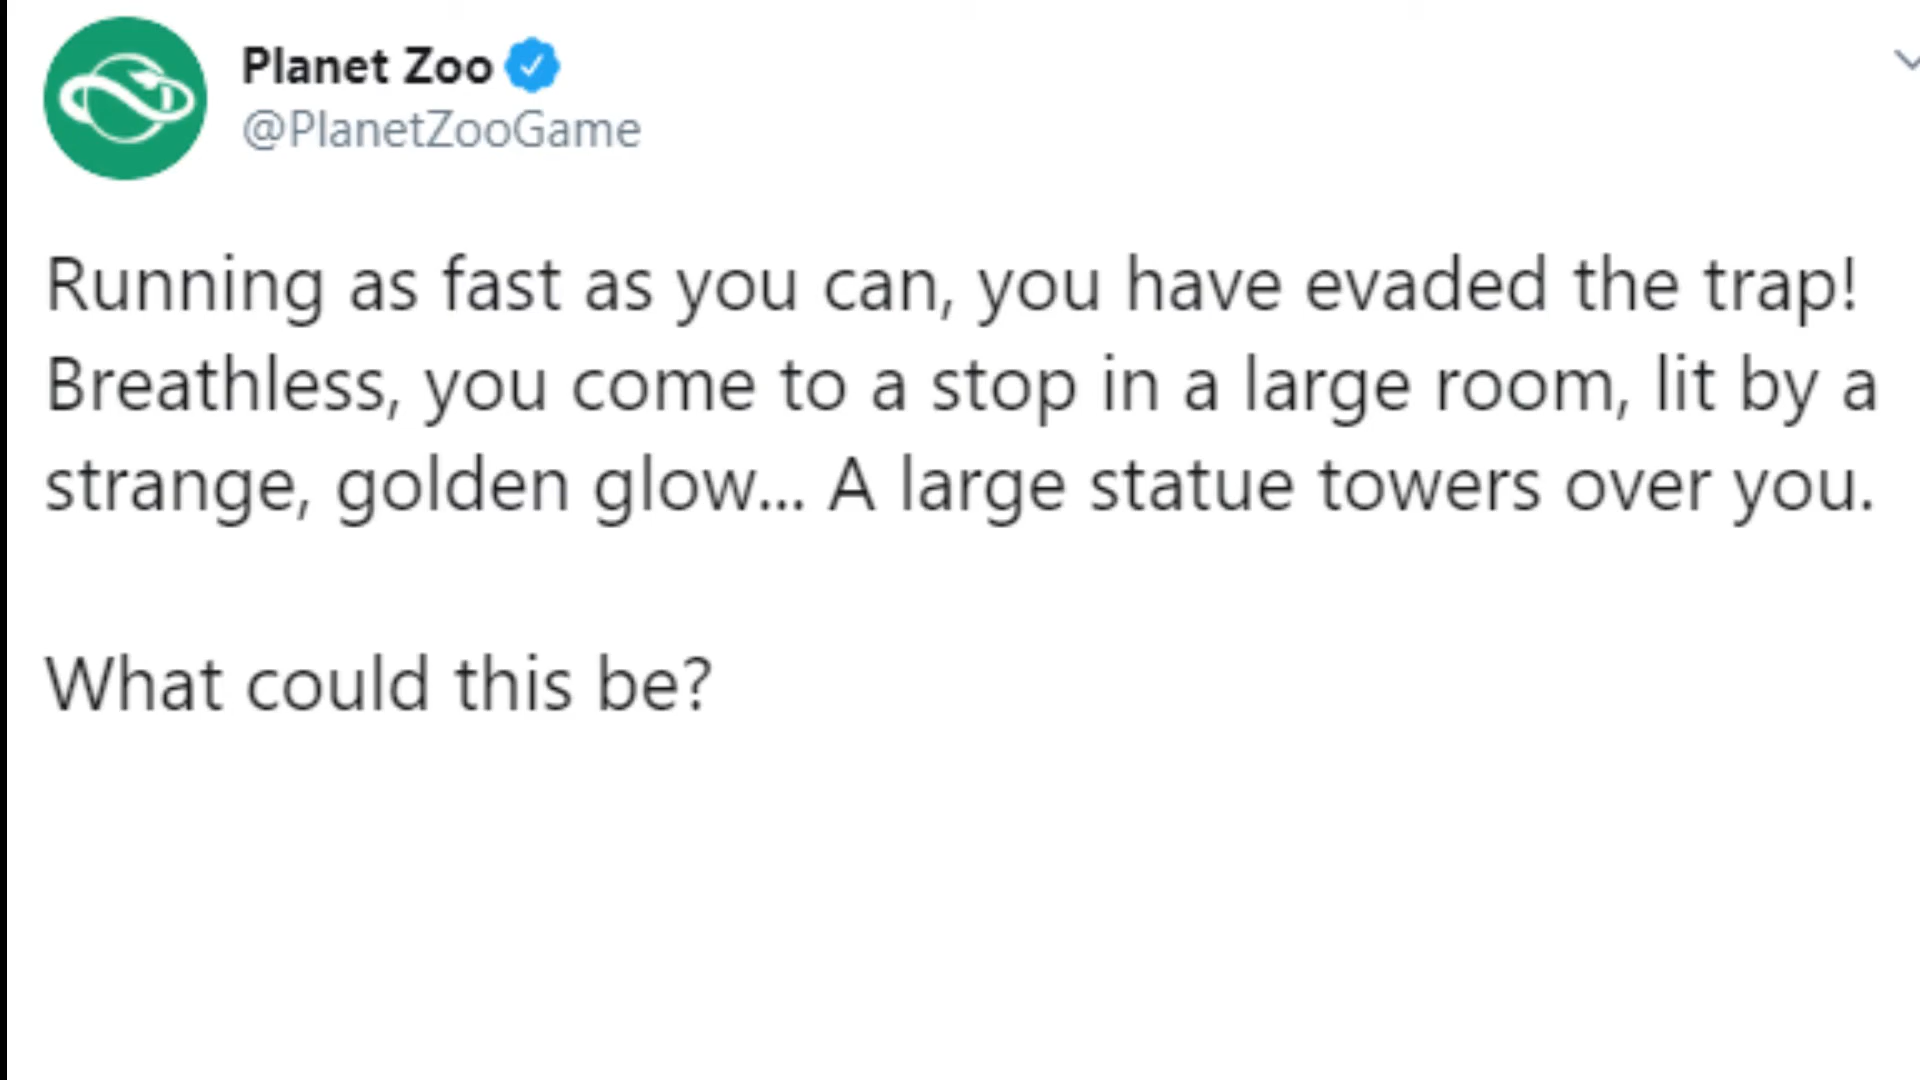 Planet Zoo
@PlanetZooGame
Running as fast as you can, you have evaded the trap!
Breathless, you come to a stop in a large room, lit by a
strange, golden glow... A large statue towers over you.
What could this be?